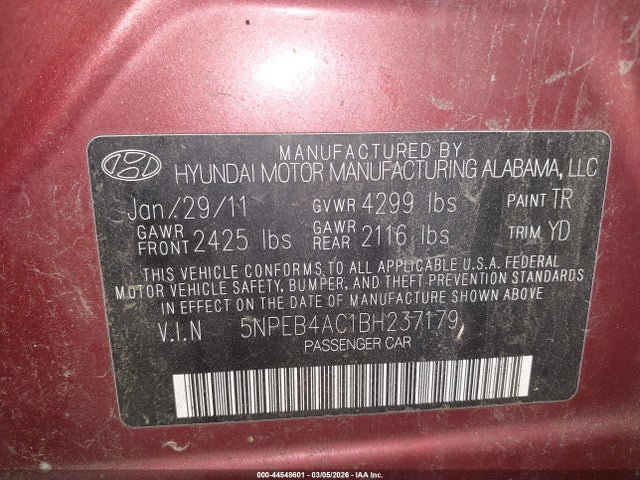 MANUFACTURED BY
HYUNDAI MOTOR MANUFACTURING ALABAMA, LLC
Jan/29/11 GVWR 4299 lbs PAINT TR
GAWR FRONT 2425 lbs GAWR REAR 2116 lbs TRIM YD
THIS VEHICLE CONFORMS TO ALL APPLICABLE U.S.A. FEDERAL
MOTOR VEHICLE SAFETY, BUMPER, AND THEFT PREVENTION STANDARDS
IN EFFECT ON THE DATE OF MANUFACTURE SHOWN ABOVE.
V.I.N 5NPEB4AC1BH237179
PASSENGER CAR
000-44548601 - 03/05/2026 - IAA Inc.